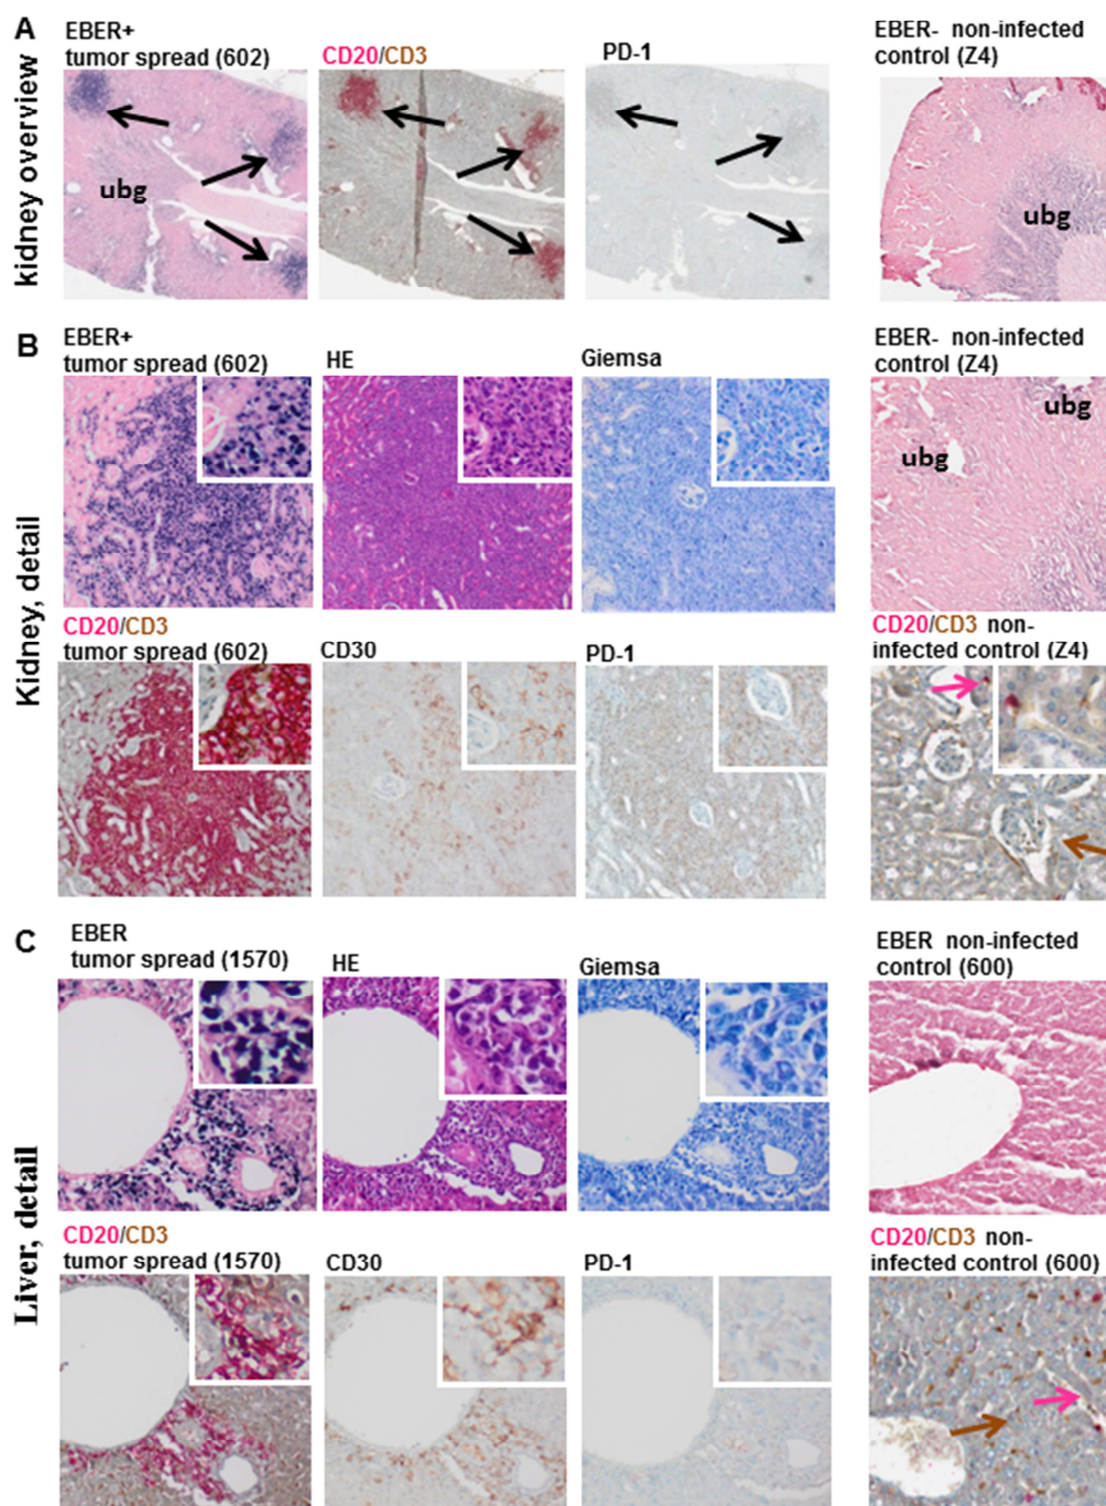 A
kidney overview
EBER+
tumor spread (602)
CD20/CD3
PD-1
EBER- non-infected
control (Z4)
ubg
ubg
B
Kidney, detail
EBER+
tumor spread (602)
HE
Giemsa
EBER- non-infected
control (Z4)
ubg
ubg
CD20/CD3
tumor spread (602)
CD30
PD-1
CD20/CD3 non-
infected control (Z4)
C
Liver, detail
EBER
tumor spread (1570)
HE
Giemsa
EBER non-infected
control (600)
CD20/CD3
tumor spread (1570)
CD30
PD-1
CD20/CD3 non-
infected control (600)